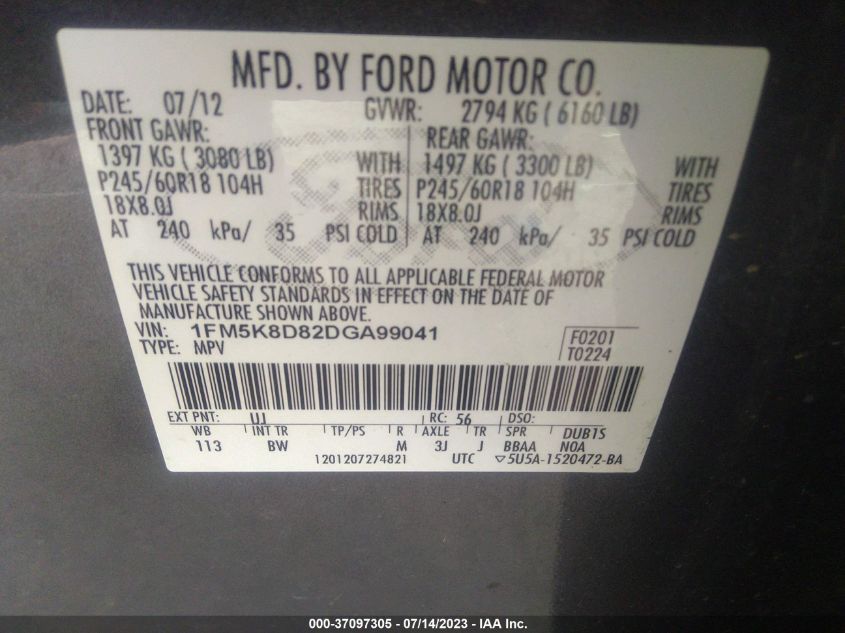 MFD. BY FORD MOTOR CO.
DATE: 07/12 GVWR: 2794 KG ( 6160 LB)
FRONT GAWR: REAR GAWR:
1397 KG ( 3080 LB) WITH 1497 KG ( 3300 LB) WITH
P245/60R18 104H TIRES P245/60R18 104H TIRES
18X8.0J RIMS 18X8.0J RIMS
AT 240 kPa/ 35 PSI COLD AT 240 kPa/ 35 PSI COLD
THIS VEHICLE CONFORMS TO ALL APPLICABLE FEDERAL MOTOR
VEHICLE SAFETY STANDARDS IN EFFECT ON THE DATE OF
MANUFACTURE SHOWN ABOVE.
VIN: 1FM5K8D82DGA99041 F0201
TYPE: MPV T0224
EXT PNT: UJ RC: 56 DSO:
WB INT TR TP/PS R AXLE TR SPR DUB1S
113 BW M 3J J BBAA N0A
1201207274821 UTC ▽5U5A-1520472-BA
000-37097305 - 07/14/2023 - IAA Inc.